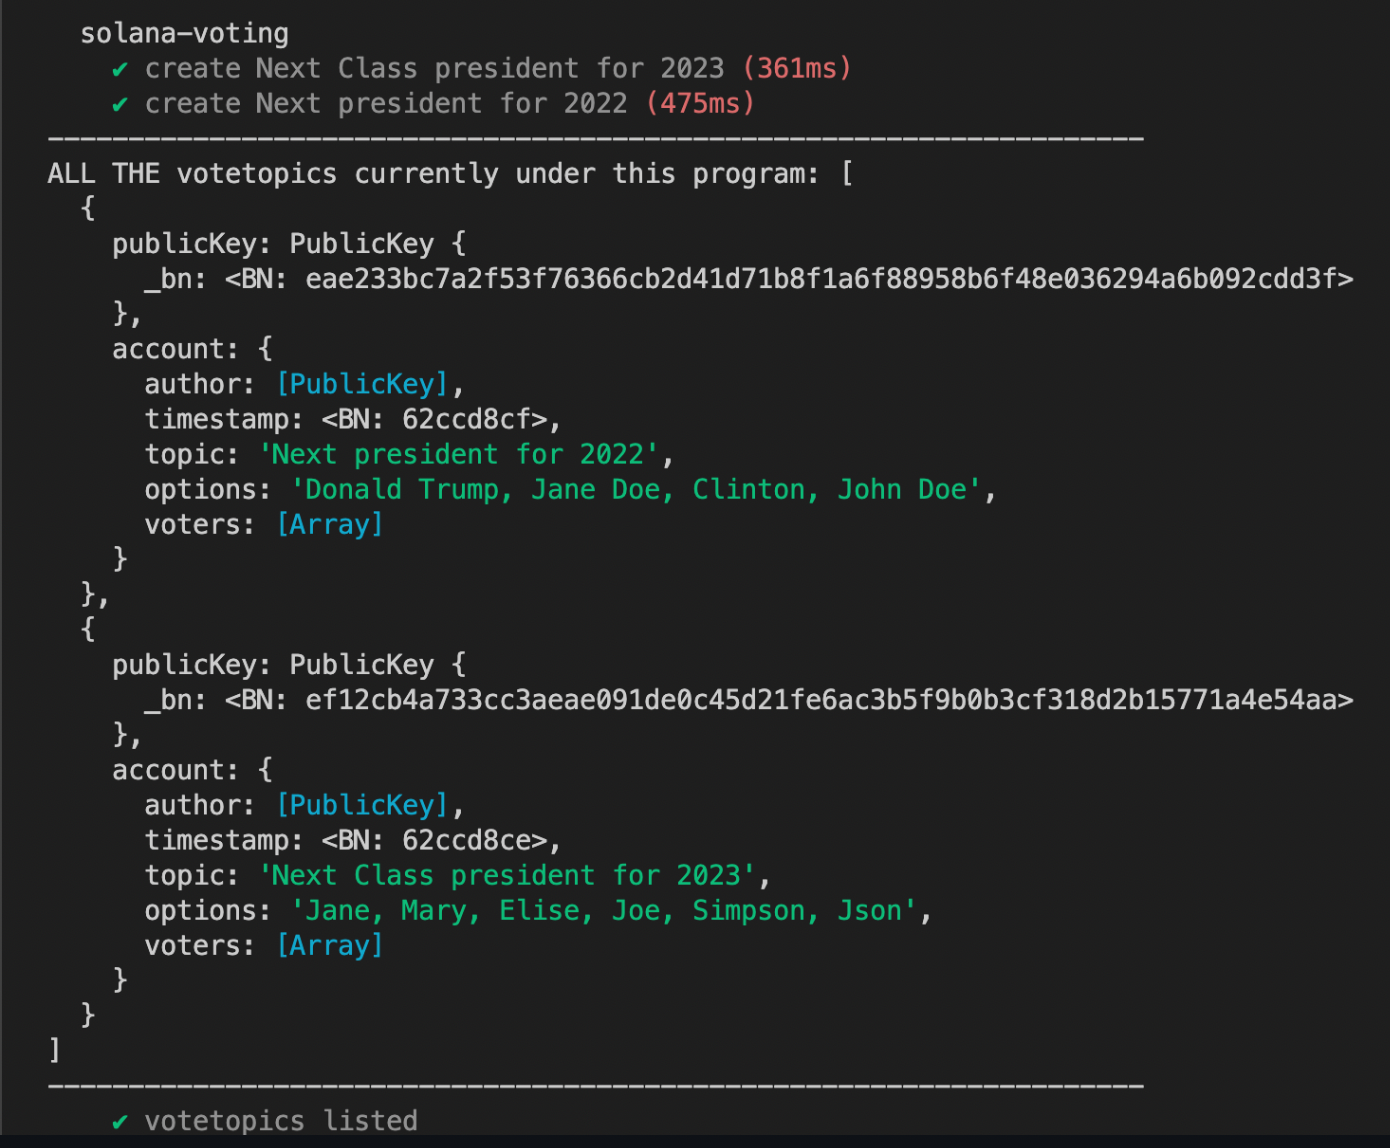 solana-voting
✔ create Next Class president for 2023 (361ms)
✔ create Next president for 2022 (475ms)
--------------------------------------------------------------------
ALL THE votetopics currently under this program: [
{
publicKey: PublicKey {
_bn: <BN: eae233bc7a2f53f76366cb2d41d71b8f1a6f88958b6f48e036294a6b092cdd3f>
},
account: {
author: [PublicKey],
timestamp: <BN: 62ccd8cf>,
topic: 'Next president for 2022',
options: 'Donald Trump, Jane Doe, Clinton, John Doe',
voters: [Array]
}
},
{
publicKey: PublicKey {
_bn: <BN: ef12cb4a733cc3aeae091de0c45d21fe6ac3b5f9b0b3cf318d2b15771a4e54aa>
},
account: {
author: [PublicKey],
timestamp: <BN: 62ccd8ce>,
topic: 'Next Class president for 2023',
options: 'Jane, Mary, Elise, Joe, Simpson, Json',
voters: [Array]
}
}
]
--------------------------------------------------------------------
✔ votetopics listed